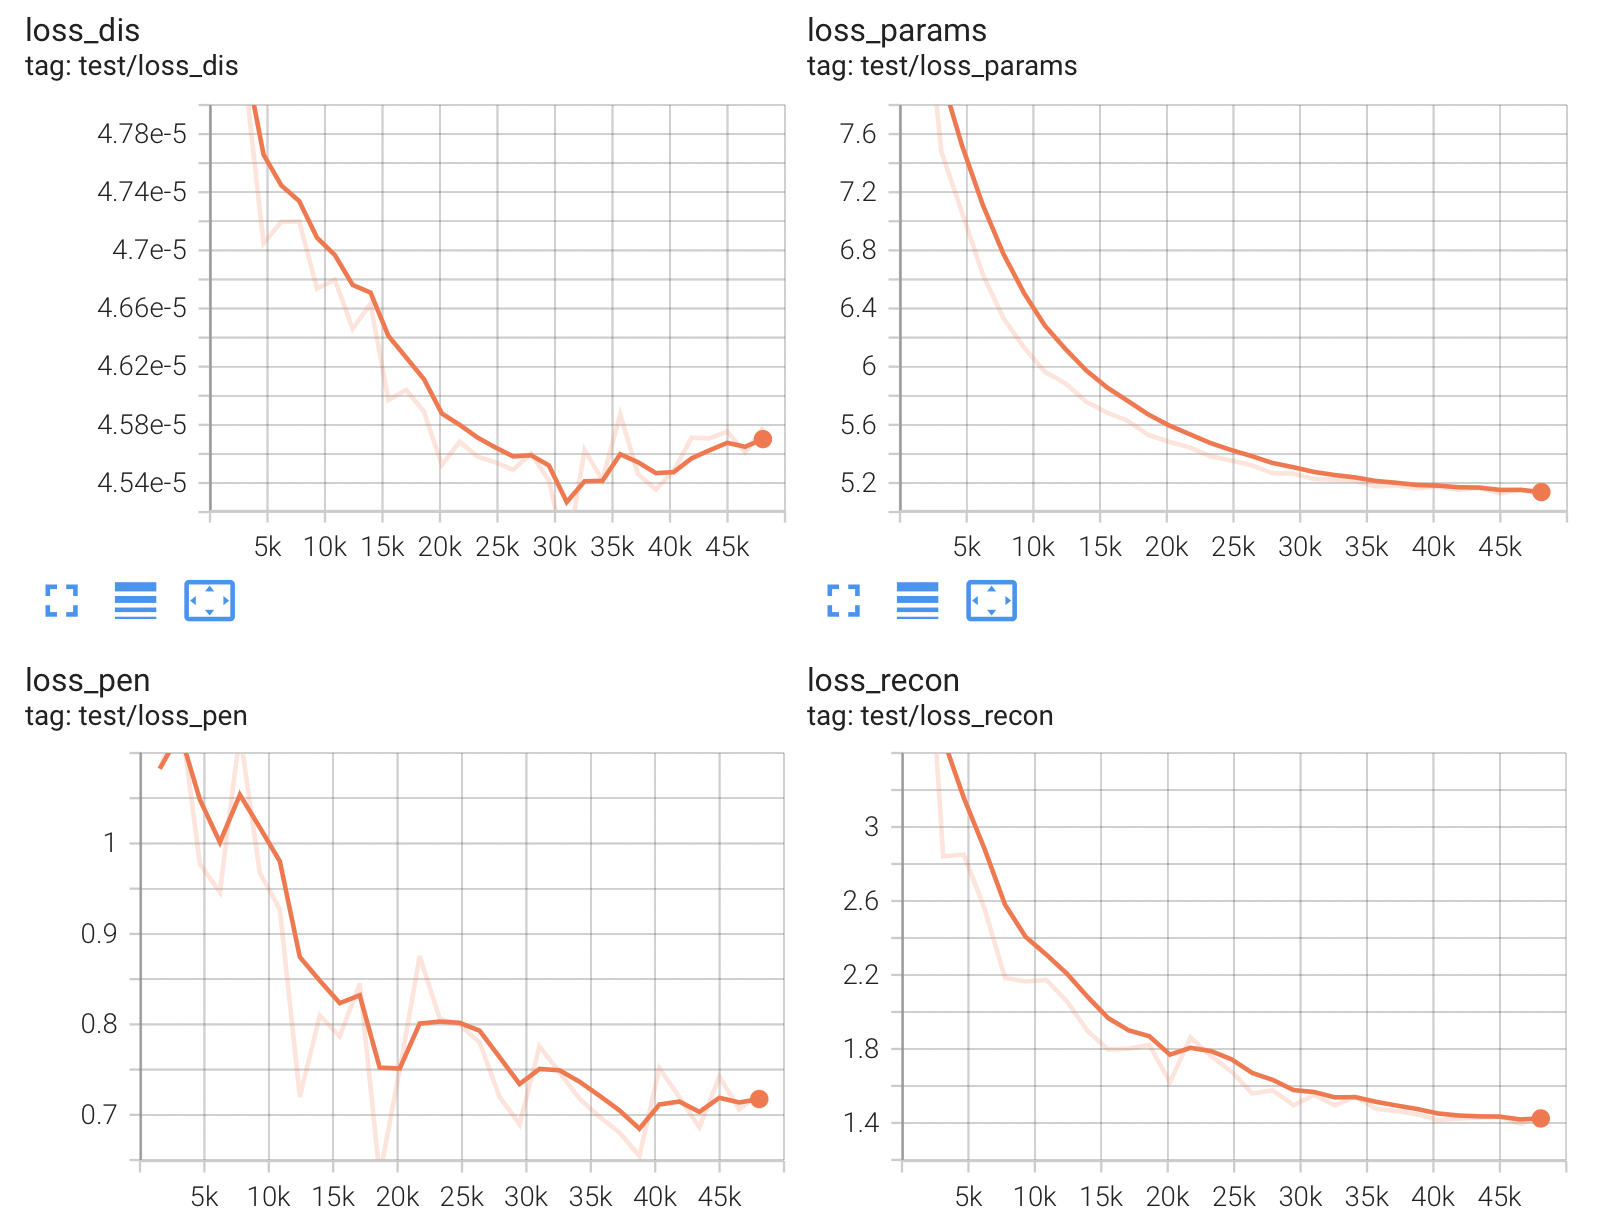 loss_dis
tag: test/loss_dis
4.78e-5
4.74e-5
4.7e-5
4.66e-5
4.62e-5
4.58e-5
4.54e-5
5k 10k 15k 20k 25k 30k 35k 40k 45k
loss_params
tag: test/loss_params
7.6
7.2
6.8
6.4
6
5.6
5.2
5k 10k 15k 20k 25k 30k 35k 40k 45k
loss_pen
tag: test/loss_pen
1
0.9
0.8
0.7
5k 10k 15k 20k 25k 30k 35k 40k 45k
loss_recon
tag: test/loss_recon
3
2.6
2.2
1.8
1.4
5k 10k 15k 20k 25k 30k 35k 40k 45k